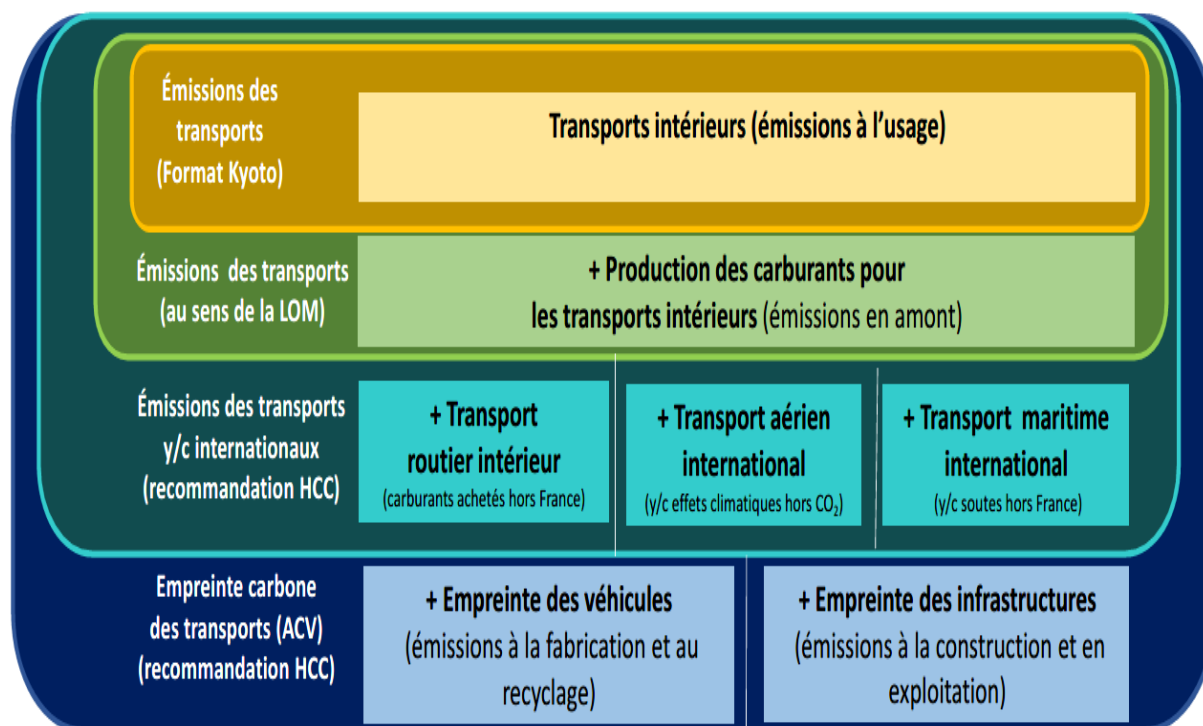 Émissions des
transports
(Format Kyoto)
Transports intérieurs (émissions à l’usage)
Émissions des transports
(au sens de la LOM)
+ Production des carburants pour
les transports intérieurs (émissions en amont)
Émissions des transports
y/c internationaux
(recommandation HCC)
+ Transport
routier intérieur
(carburants achetés hors France)
+ Transport aérien
international
(y/c effets climatiques hors CO₂)
+ Transport maritime
international
(y/c soutes hors France)
Empreinte carbone
des transports (ACV)
(recommandation HCC)
+ Empreinte des véhicules
(émissions à la fabrication et au
recyclage)
+ Empreinte des infrastructures
(émissions à la construction et en
exploitation)